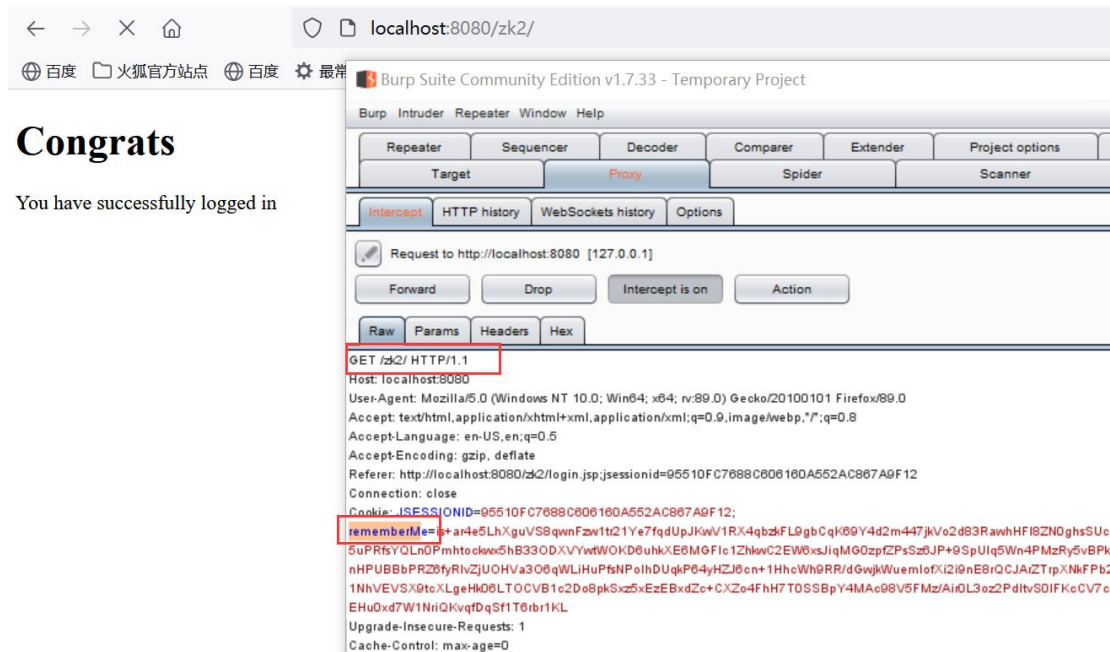 localhost:8080/zk2/
百度 火狐官方站点 百度 最常
Burp Suite Community Edition v1.7.33 - Temporary Project
Burp Intruder Repeater Window Help
Congrats
You have successfully logged in
Repeater Sequencer Decoder Comparer Extender Project options
Target Proxy Spider Scanner
Intercept HTTP history WebSockets history Options
Request to http://localhost:8080 [127.0.0.1]
Forward Drop Intercept is on Action
Raw Params Headers Hex
GET /zk2/ HTTP/1.1
Host: localhost:8080
User-Agent: Mozilla/5.0 (Windows NT 10.0; Win64; x64; rv:89.0) Gecko/20100101 Firefox/89.0
Accept: text/html,application/xhtml+xml,application/xml;q=0.9,image/webp,*/*;q=0.8
Accept-Language: en-US,en;q=0.5
Accept-Encoding: gzip, deflate
Referer: http://localhost:8080/zk2/login.jsp;jsessionid=95510FC7688C606160A552AC867A9F12
Connection: close
Cookie: JSESSIONID=95510FC7688C606160A552AC867A9F12;
rememberMe=
Upgrade-Insecure-Requests: 1
Cache-Control: max-age=0